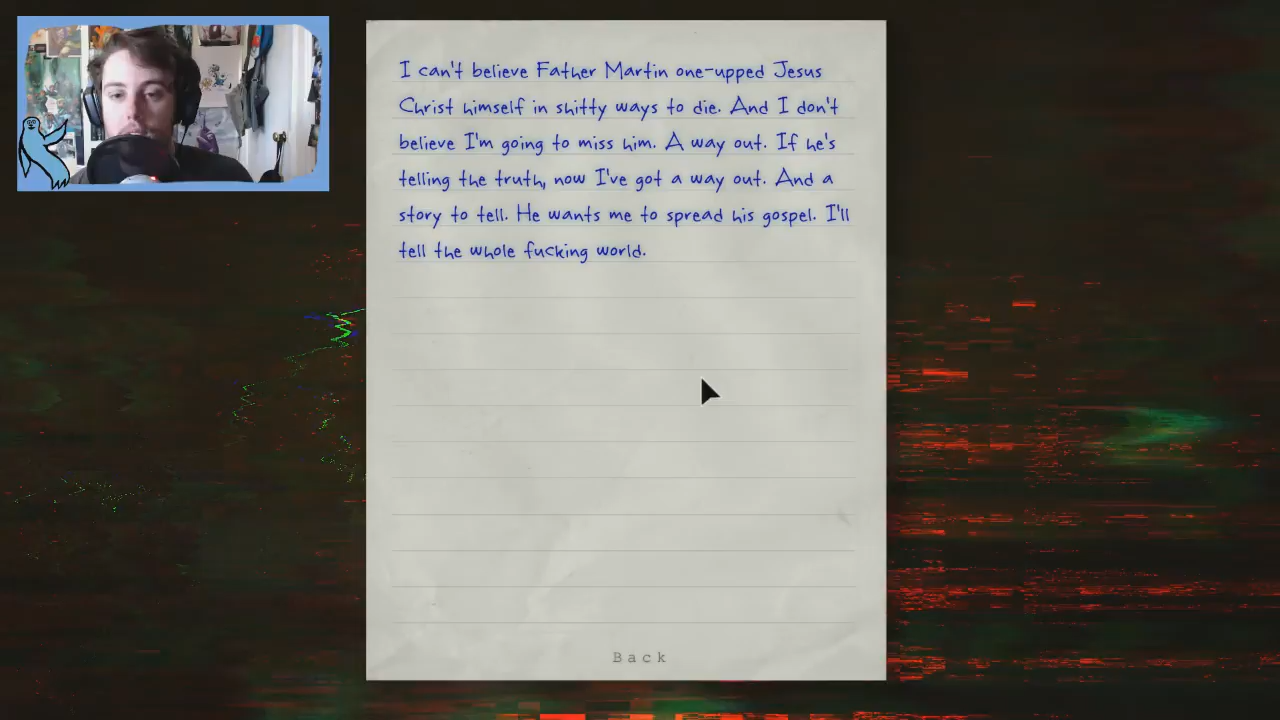 I can't believe Father Martin one-upped Jesus
Christ himself in shitty ways to die. And I don't
believe I'm going to miss him. A way out. If he's
telling the truth, now I've got a way out. And a
story to tell. He wants me to spread his gospel. I'll
tell the whole fucking world.
Back